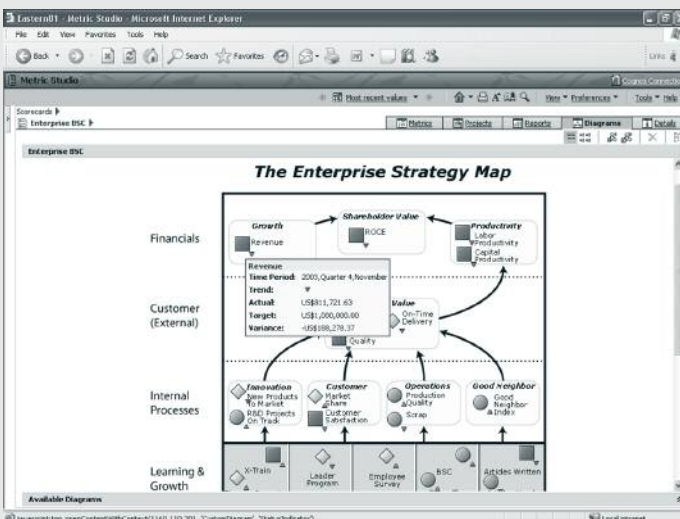 Eastern01 - Metric Studio - Microsoft Internet Explorer
File Edit View Favorites Tools Help
Back Search Favorites
Links
Metric Studio
Cognos Connection
Most recent values
View Preferences Tools Help
Scorecards
Enterprise BSC
Metrics Projects Reports Diagrams Details
Enterprise BSC
The Enterprise Strategy Map
Financials
Growth
Revenue
Shareholder Value
ROCE
Productivity
Labor
Productivity
Capital
Productivity
Revenue
Time Period: 2003, Quarter 4, November
Trend:
Actual: US$811,721.63
Target: US$1,000,000.00
Variance: -US$188,278.37
Customer
(External)
Value
On-Time
Delivery
Quality
Internal
Processes
Innovation
New Products
To Market
R&D Projects
On Track
Customer
Market
Share
Customer
Satisfaction
Operations
Production
Quality
Scrap
Good Neighbor
Good
Neighbor
Index
Learning &
Growth
X-Train
Leader
Program
Employee
Survey
BSC
Articles Written
Available Diagrams
Local intranet